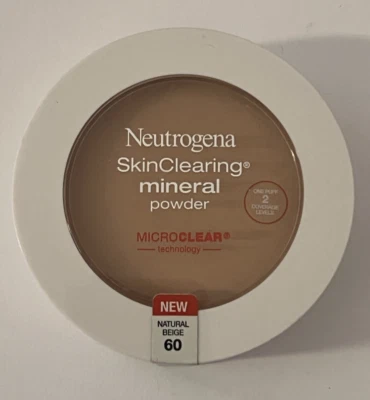 Neutrogena
SkinClearing®
mineral
powder
ONE PUFF
2
COVERAGE
LEVELS
MICROCLEAR®
technology
NEW
NATURAL
BEIGE
60